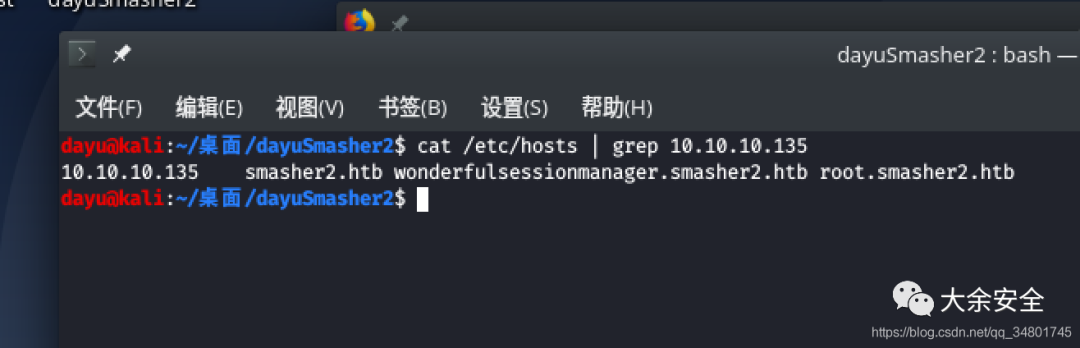 dayuSmasher2
dayuSmasher2 : bash —
文件(F) 编辑(E) 视图(V) 书签(B) 设置(S) 帮助(H)
dayu@kali:~/桌面/dayuSmasher2$ cat /etc/hosts | grep 10.10.10.135
10.10.10.135    smasher2.htb wonderfulsessionmanager.smasher2.htb root.smasher2.htb
dayu@kali:~/桌面/dayuSmasher2$
大余安全
https://blog.csdn.net/qq_34801745